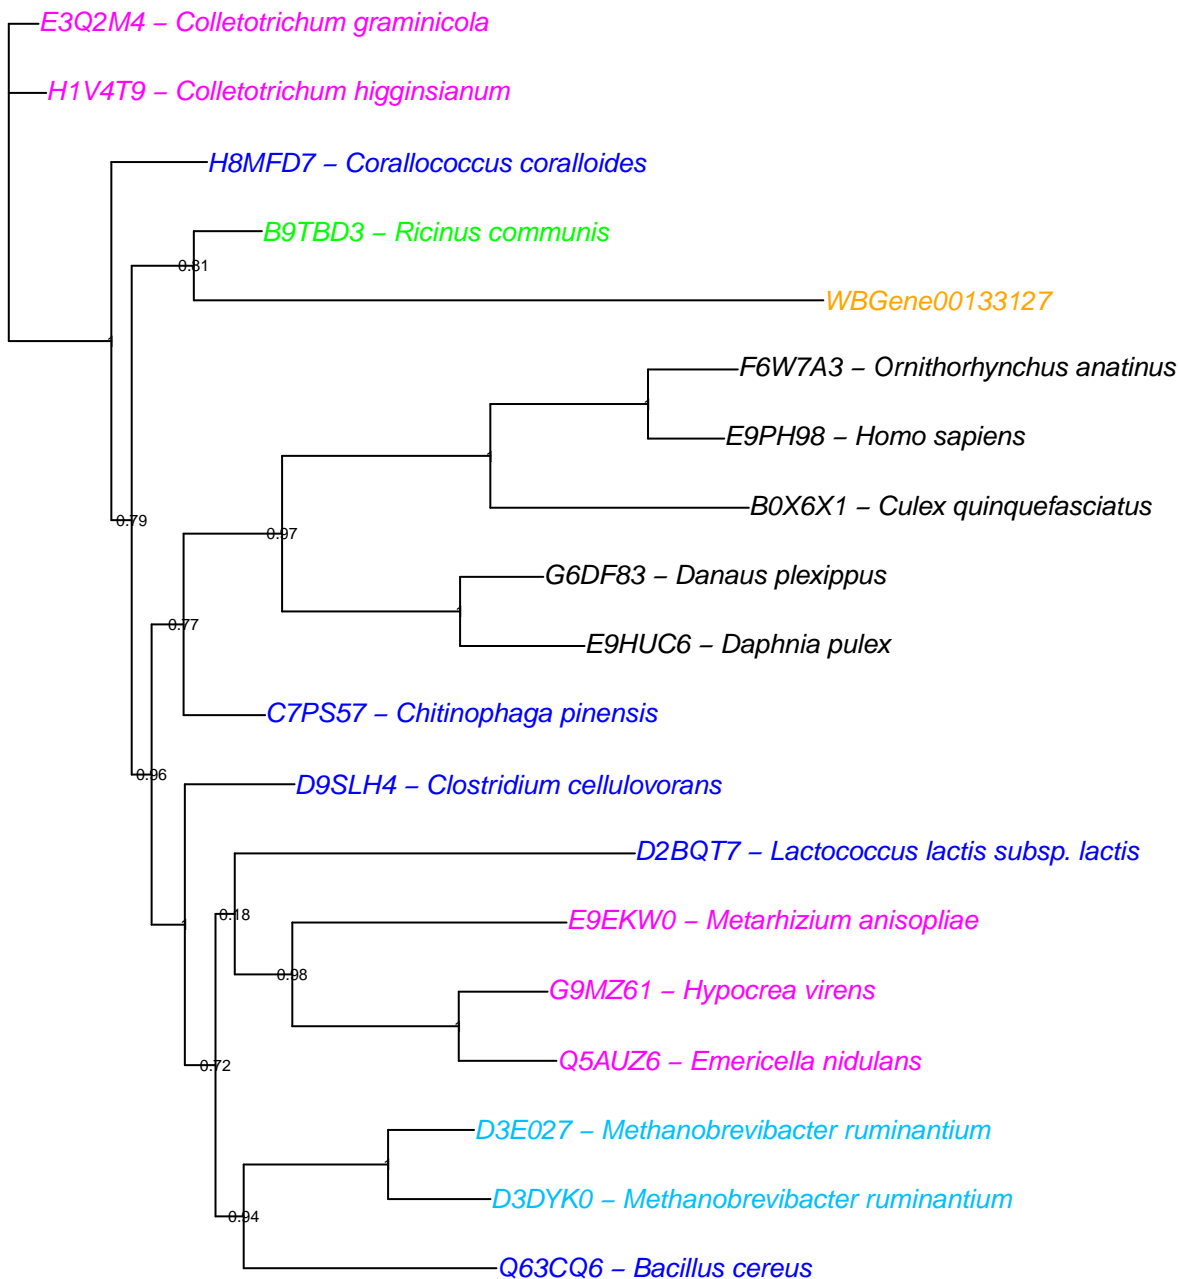 E3Q2M4 – Colletotrichum graminicola
H1V4T9 – Colletotrichum higginsianum
H8MFD7 – Corallococcus coralloides
B9TBD3 – Ricinus communis
0.81
WBGene00133127
F6W7A3 – Ornithorhynchus anatinus
E9PH98 – Homo sapiens
B0X6X1 – Culex quinquefasciatus
0.79
0.97
G6DF83 – Danaus plexippus
0.77
E9HUC6 – Daphnia pulex
C7PS57 – Chitinophaga pinensis
0.96
D9SLH4 – Clostridium cellulovorans
D2BQT7 – Lactococcus lactis subsp. lactis
0.18
E9EKW0 – Metarhizium anisopliae
0.98
G9MZ61 – Hypocrea virens
Q5AUZ6 – Emericella nidulans
0.72
D3E027 – Methanobrevibacter ruminantium
D3DYK0 – Methanobrevibacter ruminantium
0.94
Q63CQ6 – Bacillus cereus